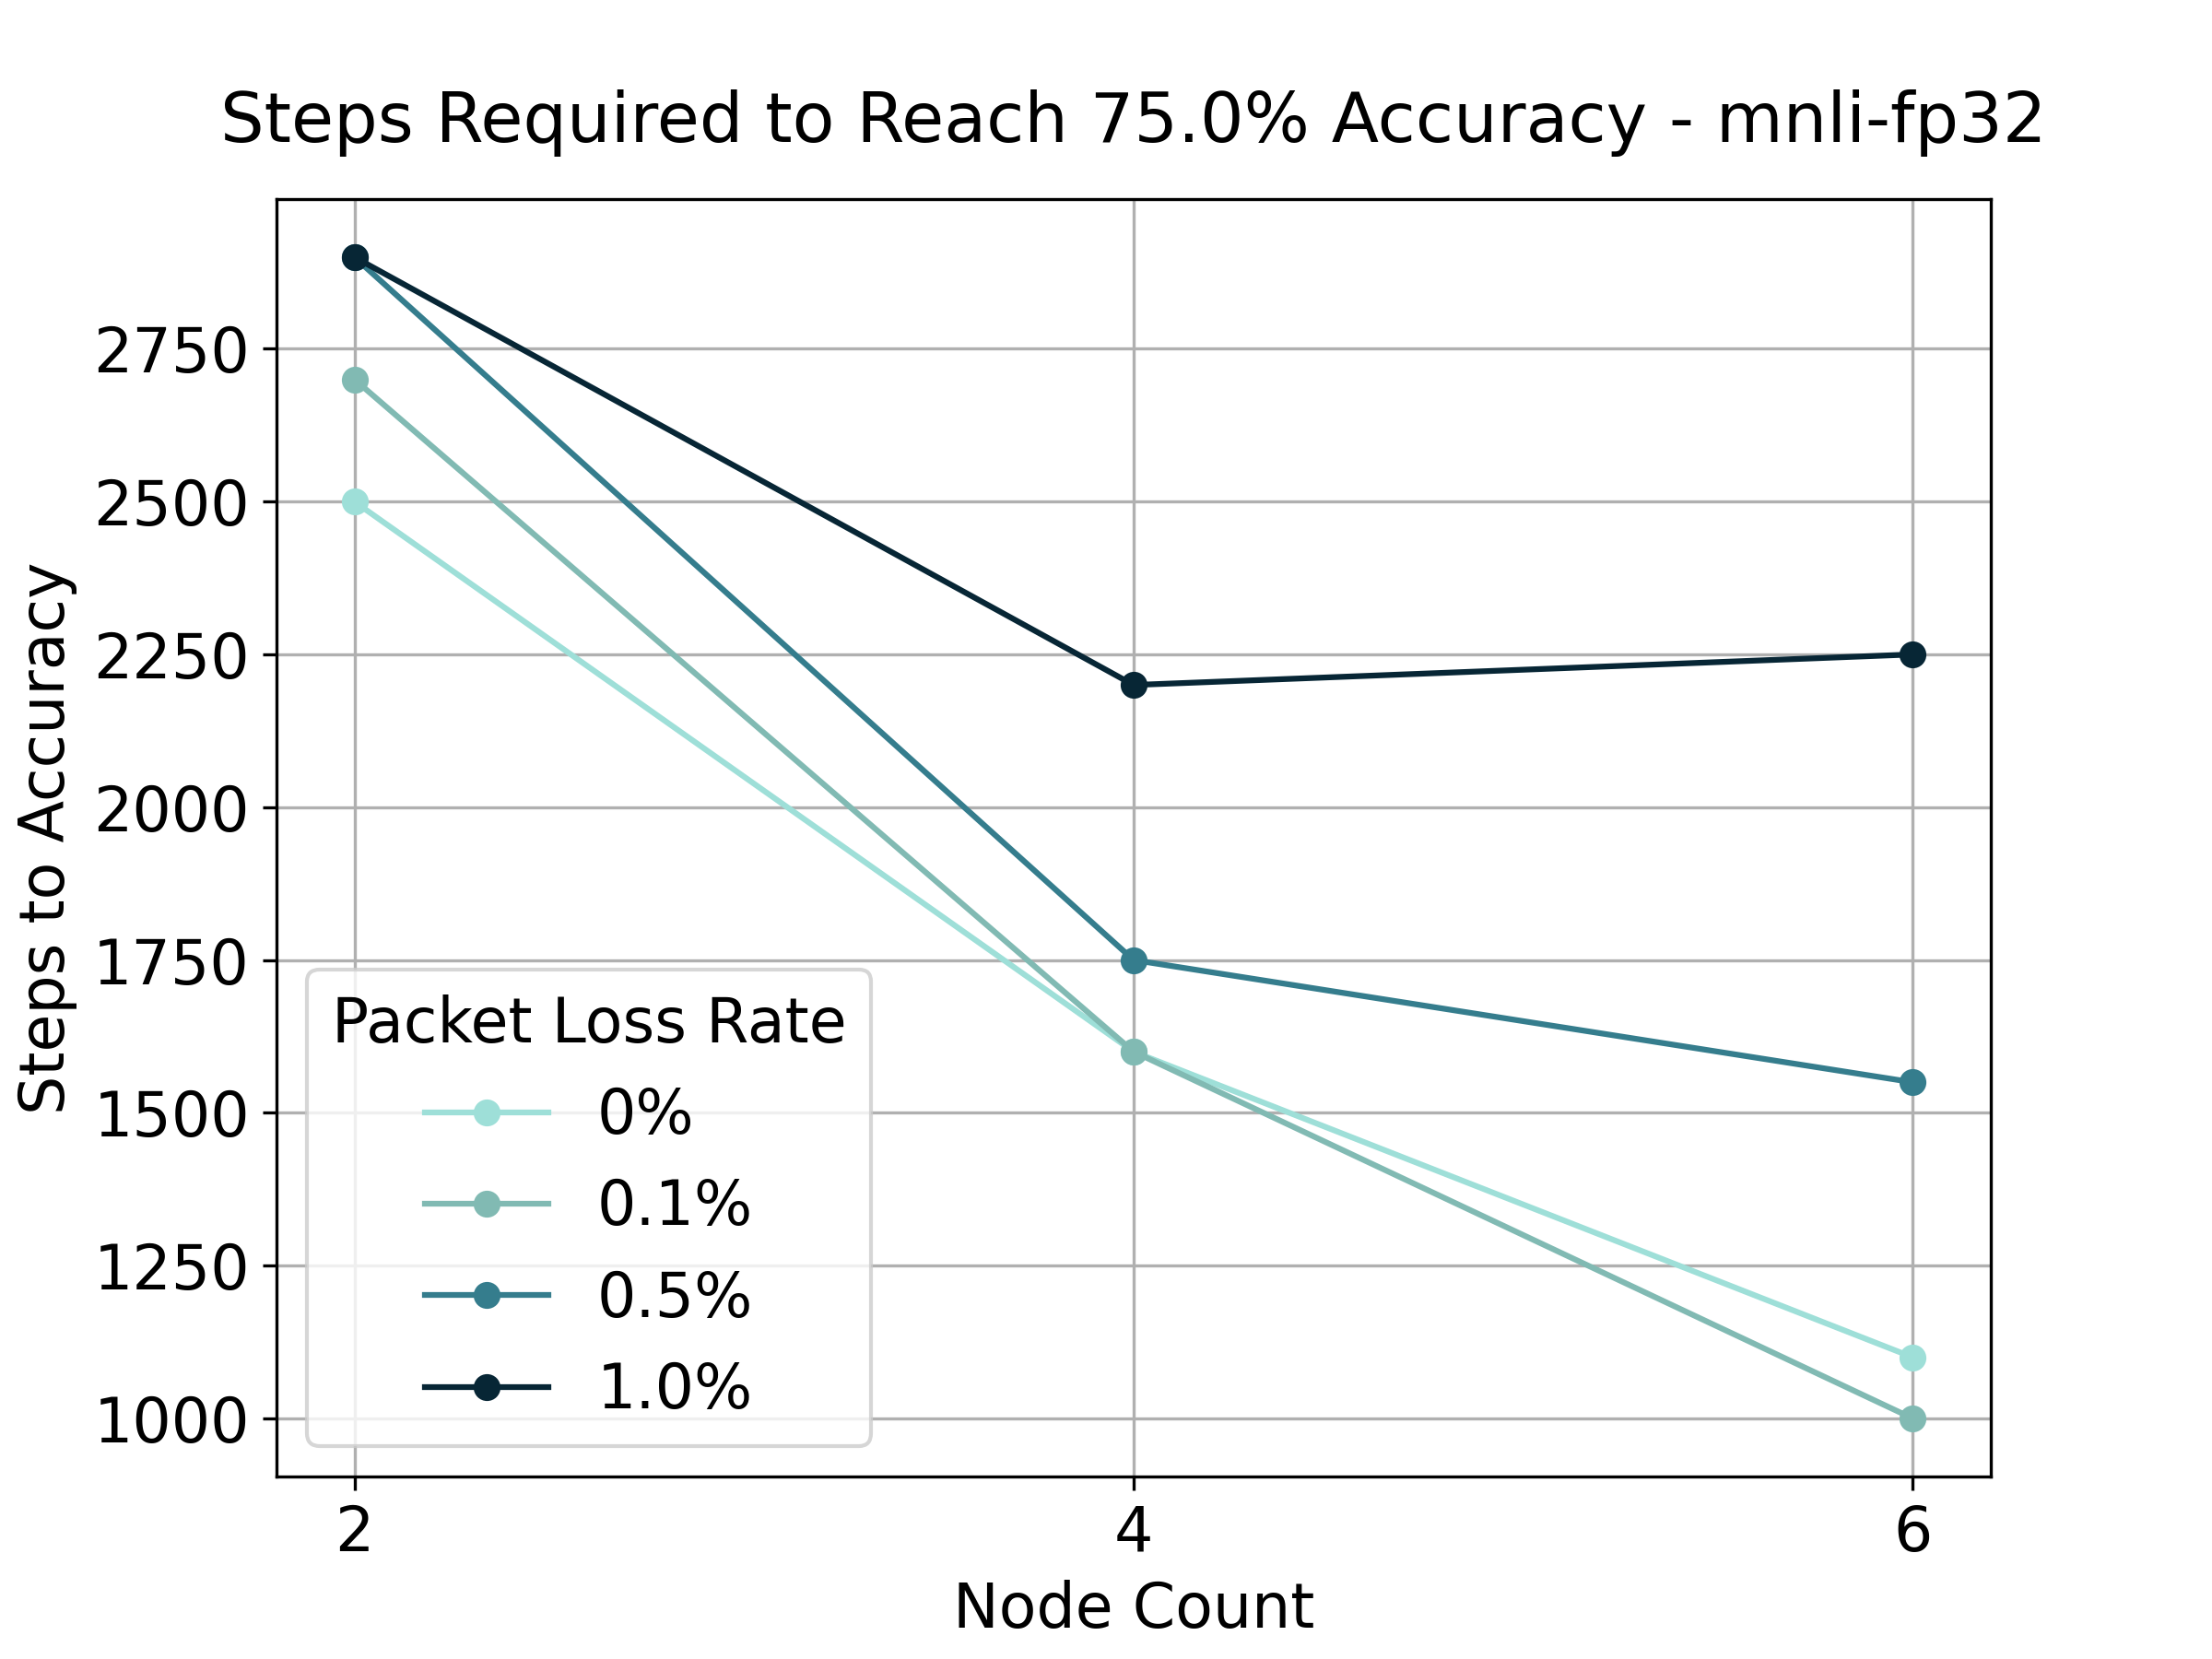 Steps Required to Reach 75.0% Accuracy - mnli-fp32
Steps to Accuracy
2750
2500
2250
2000
1750
1500
1250
1000
Packet Loss Rate
0%
0.1%
0.5%
1.0%
2 4 6
Node Count